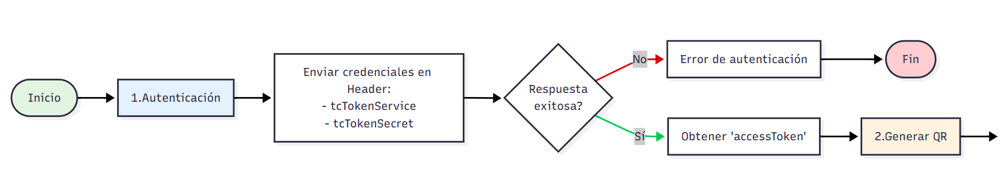 Inicio
1.Autenticación
Enviar credenciales en
Header:
- tcTokenService
- tcTokenSecret
Respuesta
exitosa?
No
Error de autenticación
Fin
Sí
Obtener 'accessToken'
2.Generar QR